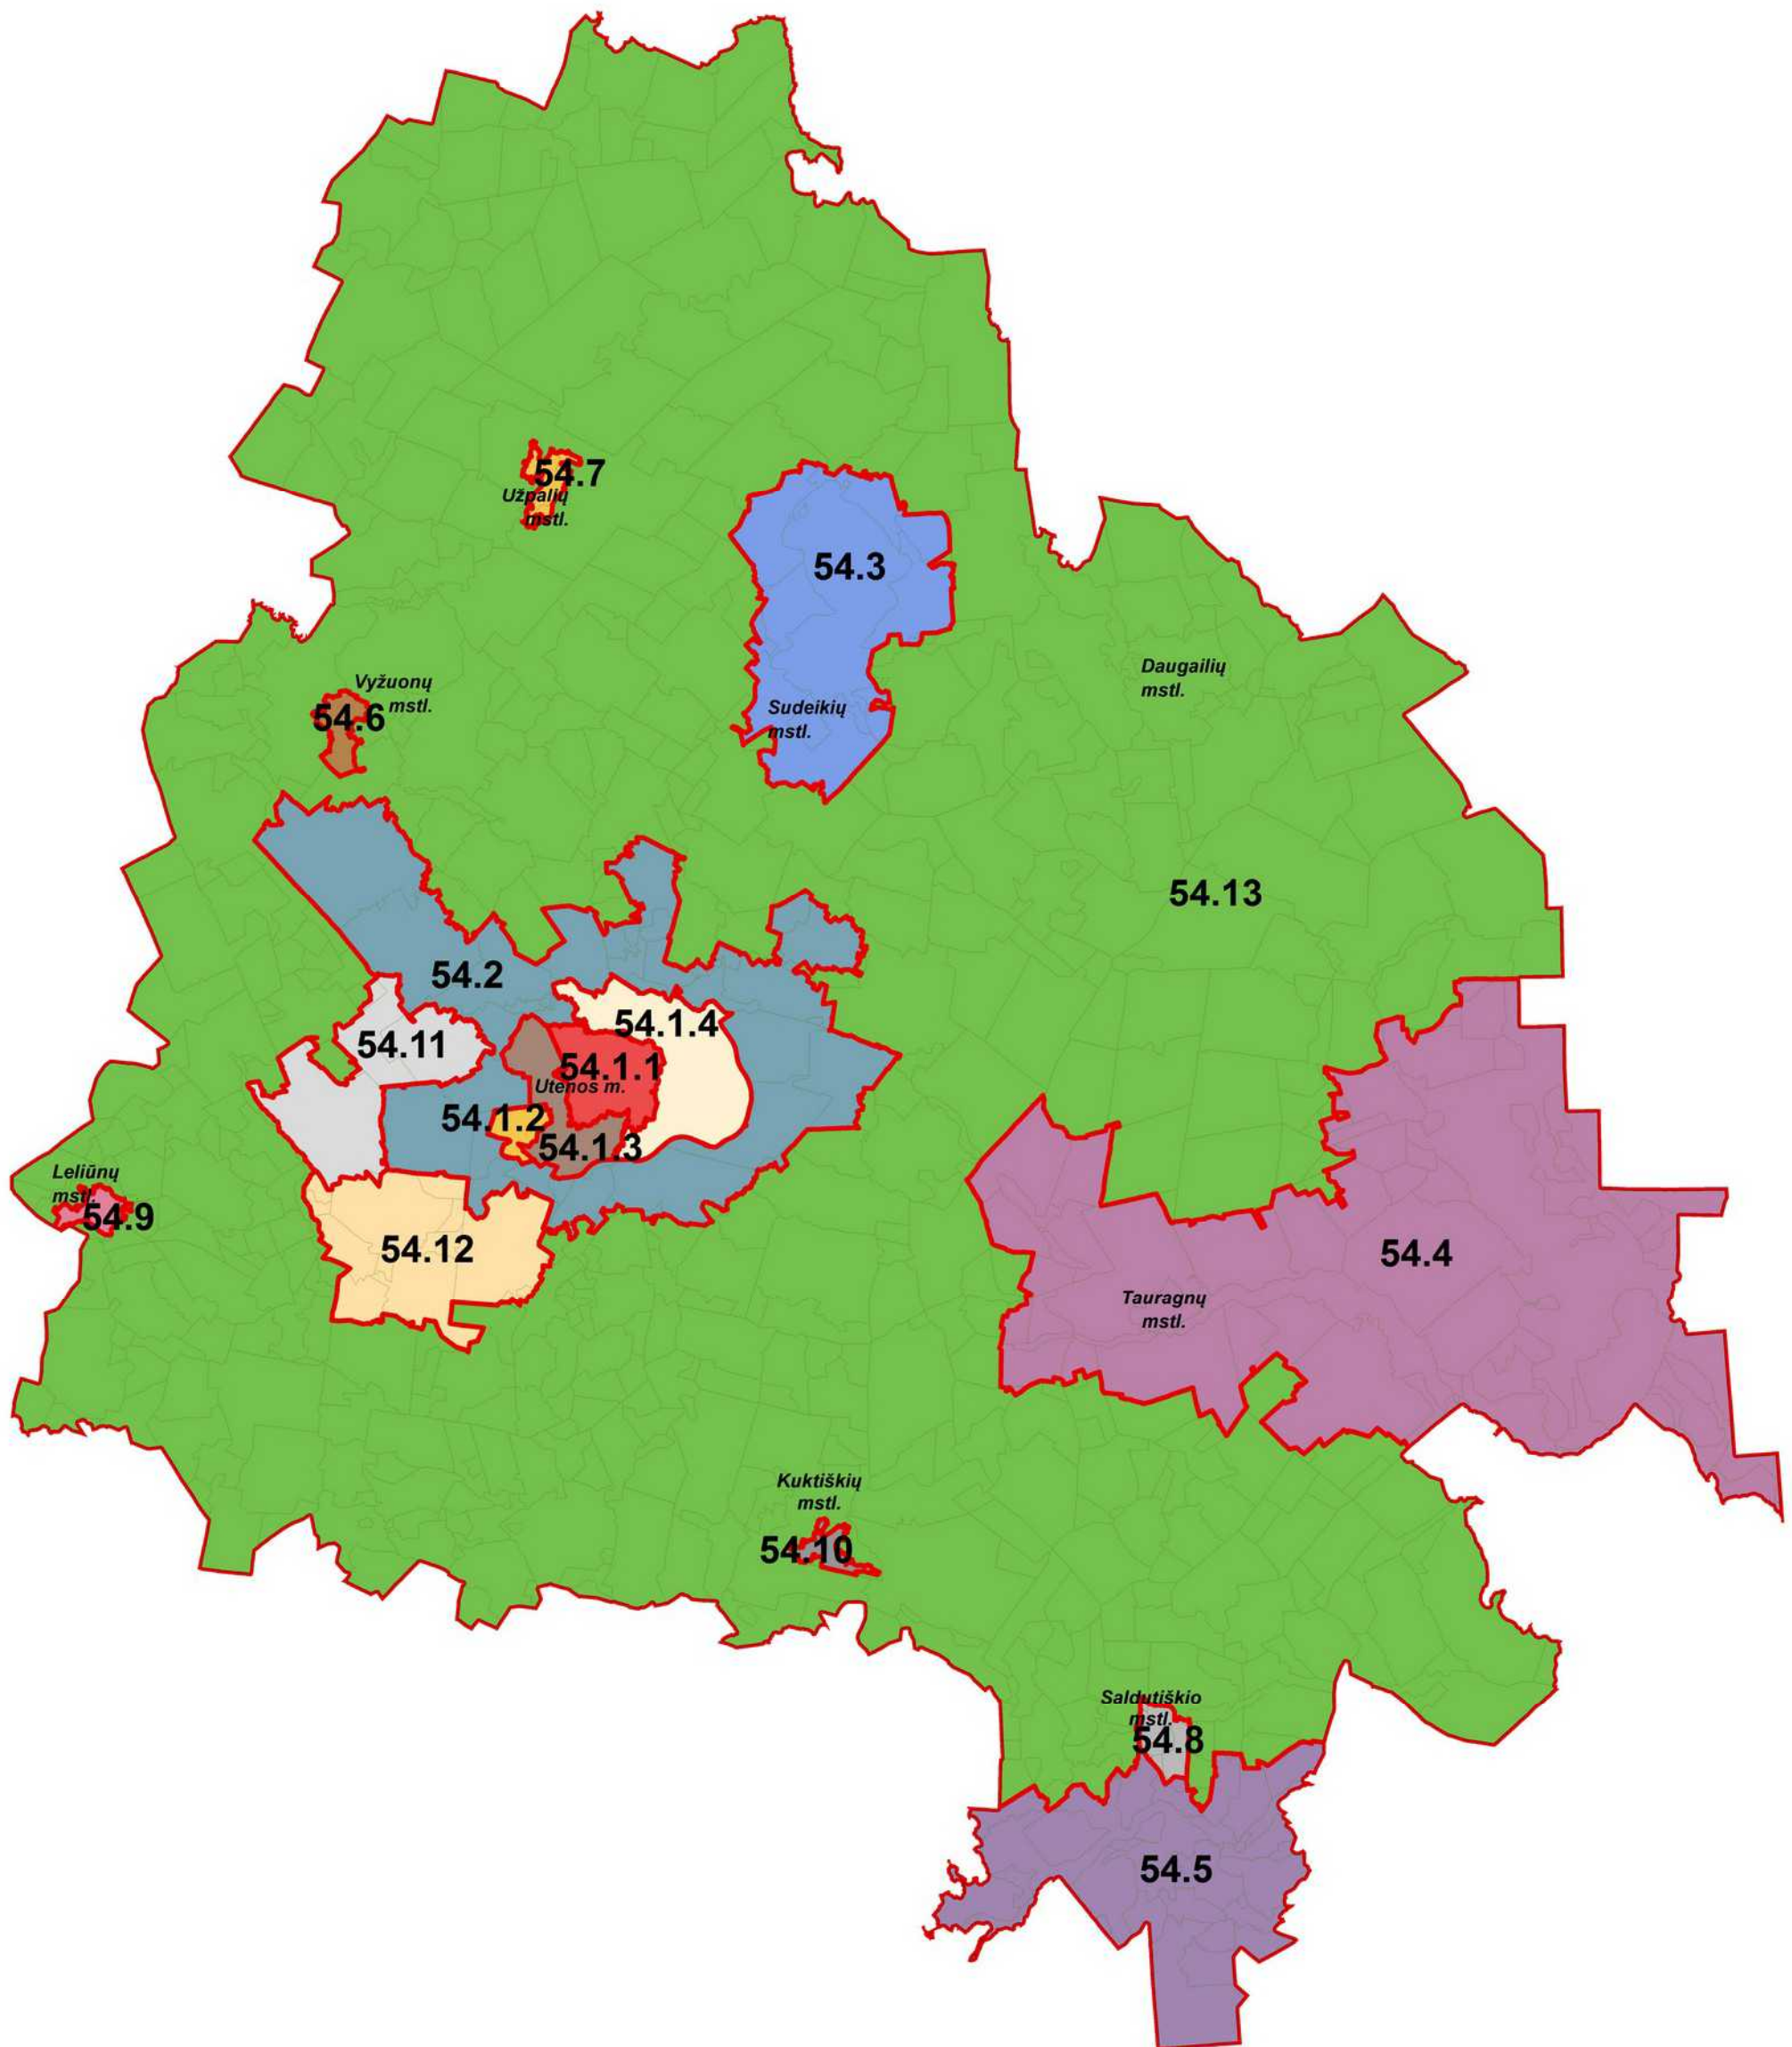 54.7
Užpalių
mstl.
54.3
Daugailių
mstl.
Vyžuonų
mstl.
54.6
Sudeikių
mstl.
54.13
54.2
54.1.4
54.11
54.1.1
Utenos m.
54.1.2
54.1.3
Leliūnų
mstl.
54.9
54.12
54.4
Tauragnų
mstl.
Kuktiškių
mstl.
54.10
Saldutiškio
mstl.
54.8
54.5